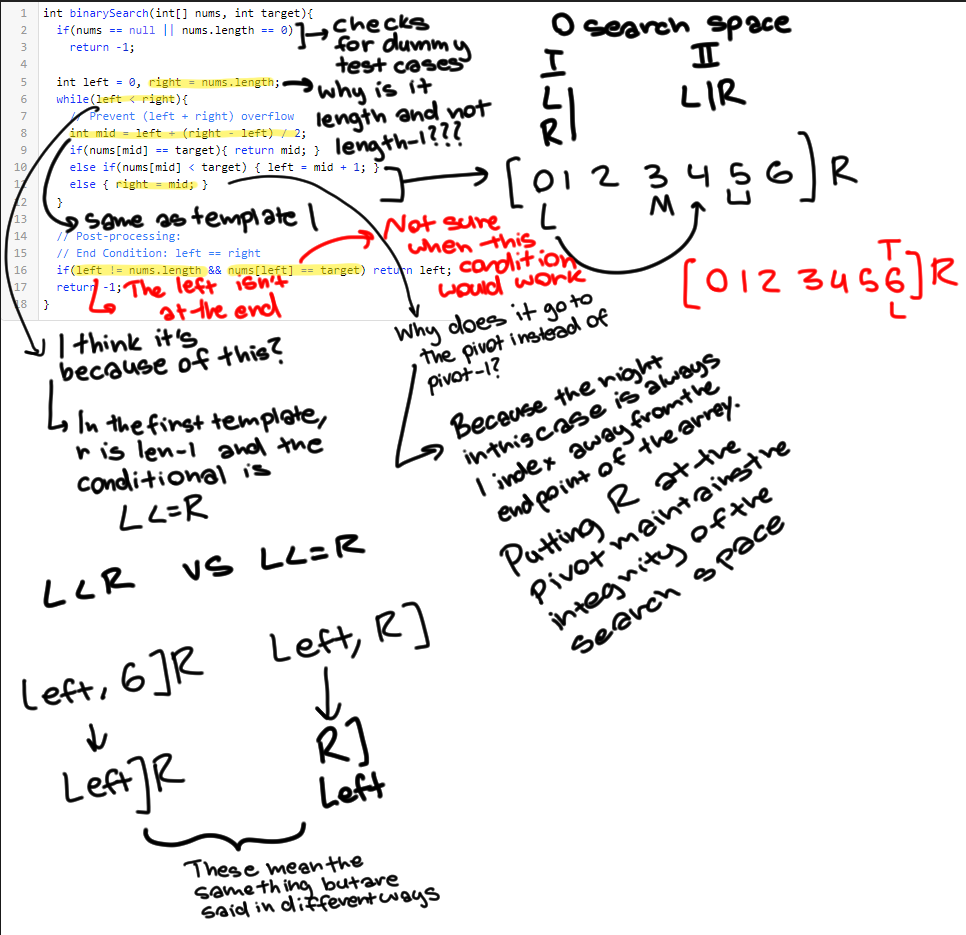 1 int binarySearch(int[] nums, int target){
2 if(nums == null || nums.length == 0)
3 return -1;
4
5 int left = 0, right = nums.length;
6 while(left < right){
7 // Prevent (left + right) overflow
8 int mid = left + (right - left) / 2;
9 if(nums[mid] == target){ return mid; }
10 else if(nums[mid] < target) { left = mid + 1; }
11 else { right = mid; }
12 }
13
14 // Post-processing:
15 // End Condition: left == right
16 if(left != nums.length && nums[left] == target) return left;
17 return -1;
18 }
checks
for dummy
test cases
why is it
length and not
length-1???
O search space
I
L
R
II
L|R
[0 1 2 3 4 5 6] R
M
L
same as template 1
Not sure
when this
condition
would work
The left isn't
at the end
T
[0 1 2 3 4 5 6] R
L
I think it's
because of this?
In the first template,
r is len-1 and the
conditional is
L<=R
Why does it go to
the pivot instead of
pivot-1?
Because the right
in this case is always
1 index away from the
endpoint of the array.
Putting R at the
Pivot maintains the
integrity of the
search space
L<R vs L<=R
Left, 6]R
Left]R
Left, R]
R]
Left
These mean the
same thing but are
said in different ways